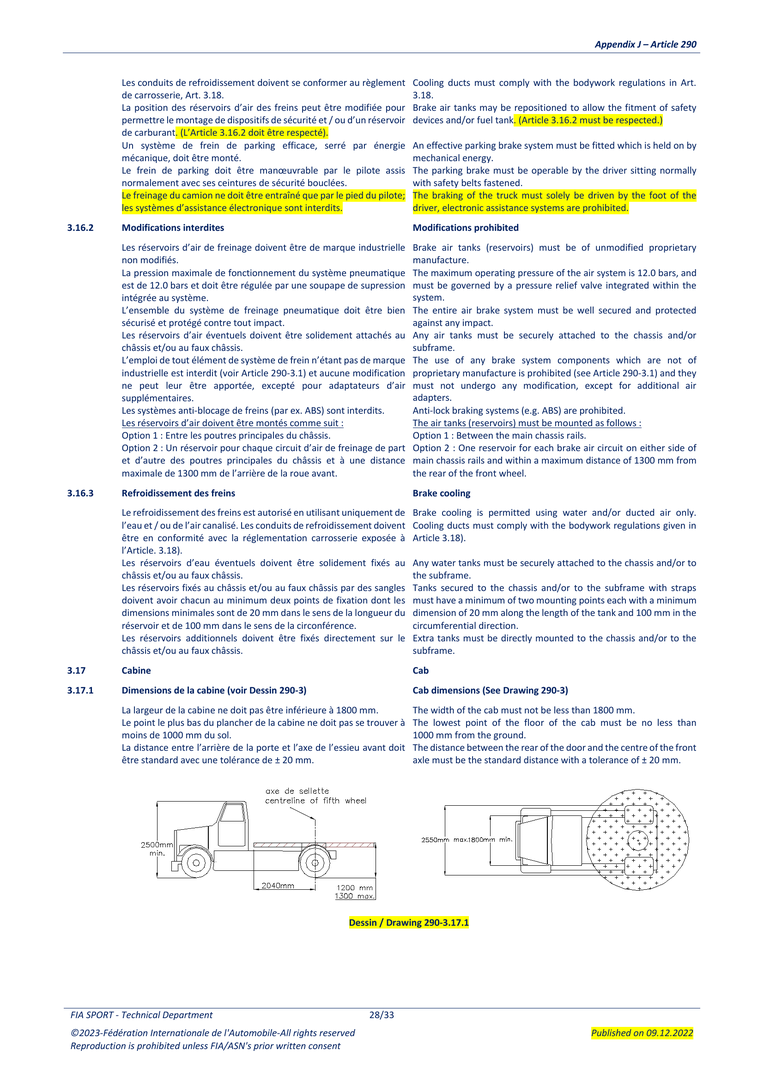 Appendix J – Article 290
Les conduits de refroidissement doivent se conformer au règlement
de carrosserie, Art. 3.18.
La position des réservoirs d’air des freins peut être modifiée pour
permettre le montage de dispositifs de sécurité et / ou d’un réservoir
de carburant. (L’Article 3.16.2 doit être respecté).
Un système de frein de parking efficace, serré par énergie
mécanique, doit être monté.
Le frein de parking doit être manœuvrable par le pilote assis
normalement avec ses ceintures de sécurité bouclées.
Le freinage du camion ne doit être entraîné que par le pied du pilote;
les systèmes d’assistance électronique sont interdits.
Cooling ducts must comply with the bodywork regulations in Art.
3.18.
Brake air tanks may be repositioned to allow the fitment of safety
devices and/or fuel tank. (Article 3.16.2 must be respected.)
An effective parking brake system must be fitted which is held on by
mechanical energy.
The parking brake must be operable by the driver sitting normally
with safety belts fastened.
The braking of the truck must solely be driven by the foot of the
driver, electronic assistance systems are prohibited.
3.16.2 Modifications interdites
Modifications prohibited
Les réservoirs d’air de freinage doivent être de marque industrielle
non modifiés.
La pression maximale de fonctionnement du système pneumatique
est de 12.0 bars et doit être régulée par une soupape de supression
intégrée au système.
L’ensemble du système de freinage pneumatique doit être bien
sécurisé et protégé contre tout impact.
Les réservoirs d’air éventuels doivent être solidement attachés au
châssis et/ou au faux châssis.
L’emploi de tout élément de système de frein n’étant pas de marque
industrielle est interdit (voir Article 290-3.1) et aucune modification
ne peut leur être apportée, excepté pour adaptateurs d’air
supplémentaires.
Les systèmes anti-blocage de freins (par ex. ABS) sont interdits.
Les réservoirs d’air doivent être montés comme suit :
Option 1 : Entre les poutres principales du châssis.
Option 2 : Un réservoir pour chaque circuit d’air de freinage de part
et d’autre des poutres principales du châssis et à une distance
maximale de 1300 mm de l’arrière de la roue avant.
Brake air tanks (reservoirs) must be of unmodified proprietary
manufacture.
The maximum operating pressure of the air system is 12.0 bars, and
must be governed by a pressure relief valve integrated within the
system.
The entire air brake system must be well secured and protected
against any impact.
Any air tanks must be securely attached to the chassis and/or
subframe.
The use of any brake system components which are not of
proprietary manufacture is prohibited (see Article 290-3.1) and they
must not undergo any modification, except for additional air
adapters.
Anti-lock braking systems (e.g. ABS) are prohibited.
The air tanks (reservoirs) must be mounted as follows :
Option 1 : Between the main chassis rails.
Option 2 : One reservoir for each brake air circuit on either side of
main chassis rails and within a maximum distance of 1300 mm from
the rear of the front wheel.
3.16.3 Refroidissement des freins
Brake cooling
Le refroidissement des freins est autorisé en utilisant uniquement de
l’eau et / ou de l’air canalisé. Les conduits de refroidissement doivent
être en conformité avec la réglementation carrosserie exposée à
l’Article. 3.18).
Les réservoirs d’eau éventuels doivent être solidement fixés au
châssis et/ou au faux châssis.
Les réservoirs fixés au châssis et/ou au faux châssis par des sangles
doivent avoir chacun au minimum deux points de fixation dont les
dimensions minimales sont de 20 mm dans le sens de la longueur du
réservoir et de 100 mm dans le sens de la circonférence.
Les réservoirs additionnels doivent être fixés directement sur le
châssis et/ou au faux châssis.
Brake cooling is permitted using water and/or ducted air only.
Cooling ducts must comply with the bodywork regulations given in
Article 3.18).
Any water tanks must be securely attached to the chassis and/or to
the subframe.
Tanks secured to the chassis and/or to the subframe with straps
must have a minimum of two mounting points each with a minimum
dimension of 20 mm along the length of the tank and 100 mm in the
circumferential direction.
Extra tanks must be directly mounted to the chassis and/or to the
subframe.
3.17 Cabine
Cab
3.17.1 Dimensions de la cabine (voir Dessin 290-3)
Cab dimensions (See Drawing 290-3)
La largeur de la cabine ne doit pas être inférieure à 1800 mm.
Le point le plus bas du plancher de la cabine ne doit pas se trouver à
moins de 1000 mm du sol.
La distance entre l’arrière de la porte et l’axe de l’essieu avant doit
être standard avec une tolérance de ± 20 mm.
The width of the cab must not be less than 1800 mm.
The lowest point of the floor of the cab must be no less than
1000 mm from the ground.
The distance between the rear of the door and the centre of the front
axle must be the standard distance with a tolerance of ± 20 mm.
axe de sellette
centreline of fifth wheel
2500mm
min.
2040mm
1200 mm
1300 max.
2550mm max.
1800mm min.
Dessin / Drawing 290-3.17.1
FIA SPORT - Technical Department
28/33
©2023-Fédération Internationale de l'Automobile-All rights reserved
Reproduction is prohibited unless FIA/ASN's prior written consent
Published on 09.12.2022